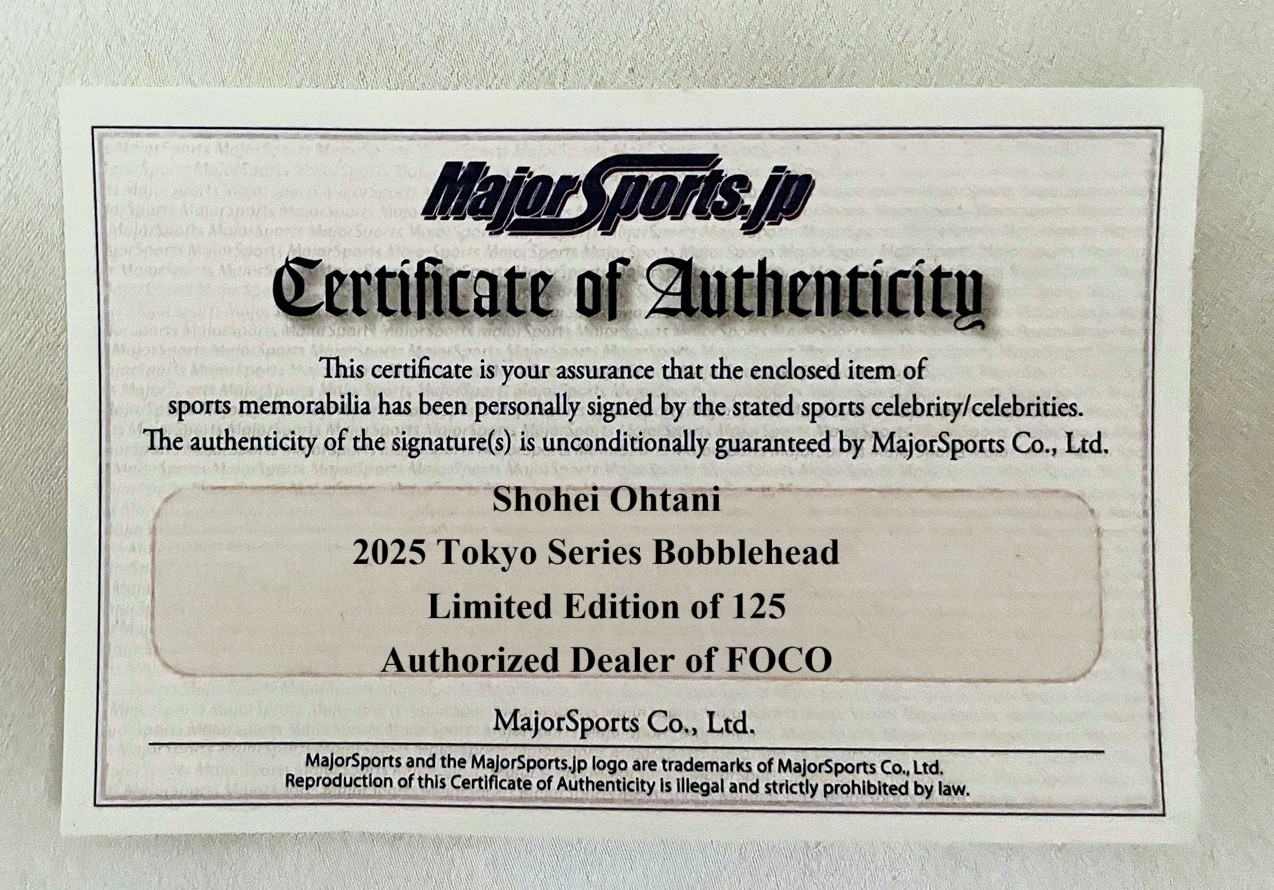 MajorSports.jp
Certificate of Authenticity
This certificate is your assurance that the enclosed item of
sports memorabilia has been personally signed by the stated sports celebrity/celebrities.
The authenticity of the signature(s) is unconditionally guaranteed by MajorSports Co., Ltd.
Shohei Ohtani
2025 Tokyo Series Bobblehead
Limited Edition of 125
Authorized Dealer of FOCO
MajorSports Co., Ltd.
MajorSports and the MajorSports.jp logo are trademarks of MajorSports Co., Ltd.
Reproduction of this Certificate of Authenticity is illegal and strictly prohibited by law.